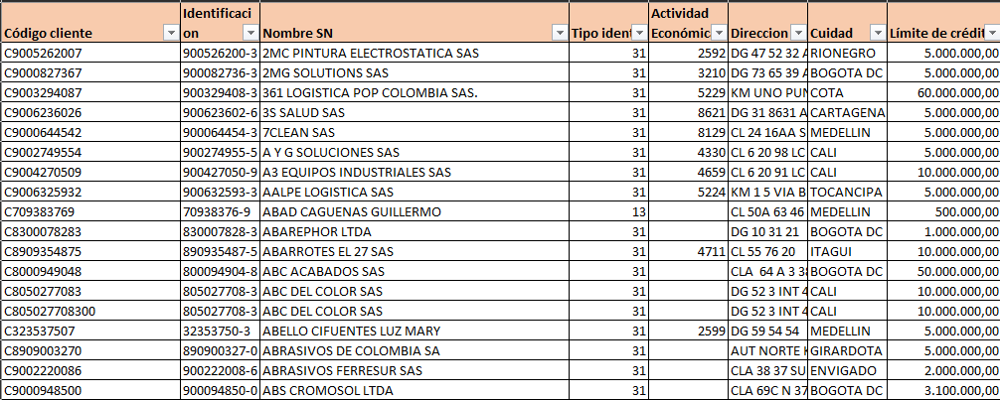 Código cliente Identificaci on Nombre SN Tipo ident Actividad Económica Direccion Cuidad Límite de crédit
C9005262007 900526200-3 2MC PINTURA ELECTROSTATICA SAS 31 2592 DG 47 52 32 A RIONEGRO 5.000.000,00
C9000827367 900082736-3 2MG SOLUTIONS SAS 31 3210 DG 73 65 39 A BOGOTA DC 5.000.000,00
C9003294087 900329408-3 361 LOGISTICA POP COLOMBIA SAS. 31 5229 KM UNO PUN COTA 60.000.000,00
C9006236026 900623602-6 3S SALUD SAS 31 8621 DG 31 8631 A CARTAGENA 5.000.000,00
C9000644542 900064454-3 7CLEAN SAS 31 8129 CL 24 16AA S MEDELLIN 5.000.000,00
C9002749554 900274955-5 A Y G SOLUCIONES SAS 31 4330 CL 6 20 98 LC CALI 5.000.000,00
C9004270509 900427050-9 A3 EQUIPOS INDUSTRIALES SAS 31 4659 CL 6 20 91 LC CALI 10.000.000,00
C9006325932 900632593-3 AALPE LOGISTICA SAS 31 5224 KM 1 5 VIA B TOCANCIPA 5.000.000,00
C709383769 70938376-9 ABAD CAGUENAS GUILLERMO 13 CL 50A 63 46 MEDELLIN 500.000,00
C8300078283 830007828-3 ABAREPHOR LTDA 31 DG 10 31 21 BOGOTA DC 1.000.000,00
C8909354875 890935487-5 ABARROTES EL 27 SAS 31 4711 CL 55 76 20 ITAGUI 10.000.000,00
C8000949048 800094904-8 ABC ACABADOS SAS 31 CLA 64 A 3 38 BOGOTA DC 50.000.000,00
C8050277083 805027708-3 ABC DEL COLOR SAS 31 DG 52 3 INT 4 CALI 10.000.000,00
C805027708300 805027708-3 ABC DEL COLOR SAS 31 DG 52 3 INT 4 CALI 10.000.000,00
C323537507 32353750-3 ABELLO CIFUENTES LUZ MARY 31 2599 DG 59 54 54 MEDELLIN 5.000.000,00
C8909003270 890900327-0 ABRASIVOS DE COLOMBIA SA 31 AUT NORTE K GIRARDOTA 5.000.000,00
C9002220086 900222008-6 ABRASIVOS FERRESUR SAS 31 CLA 38 37 SU ENVIGADO 2.000.000,00
C9000948500 900094850-0 ABS CROMOSOL LTDA 31 CLA 69C N 37 BOGOTA DC 3.100.000,00